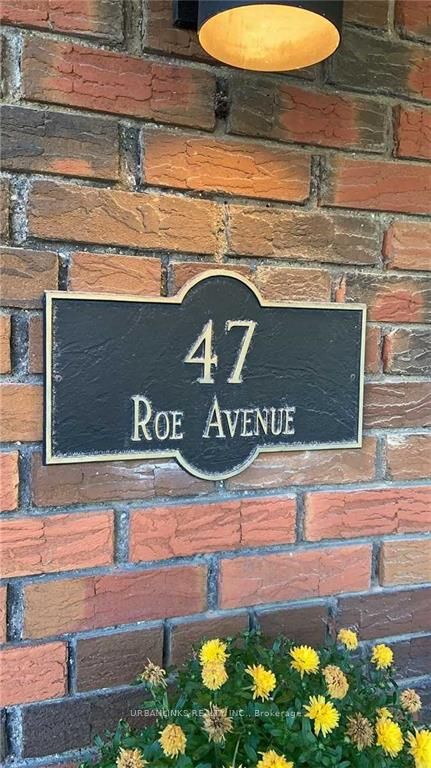 47
Roe Avenue
URBANLINKS REALTY INC., Brokerage